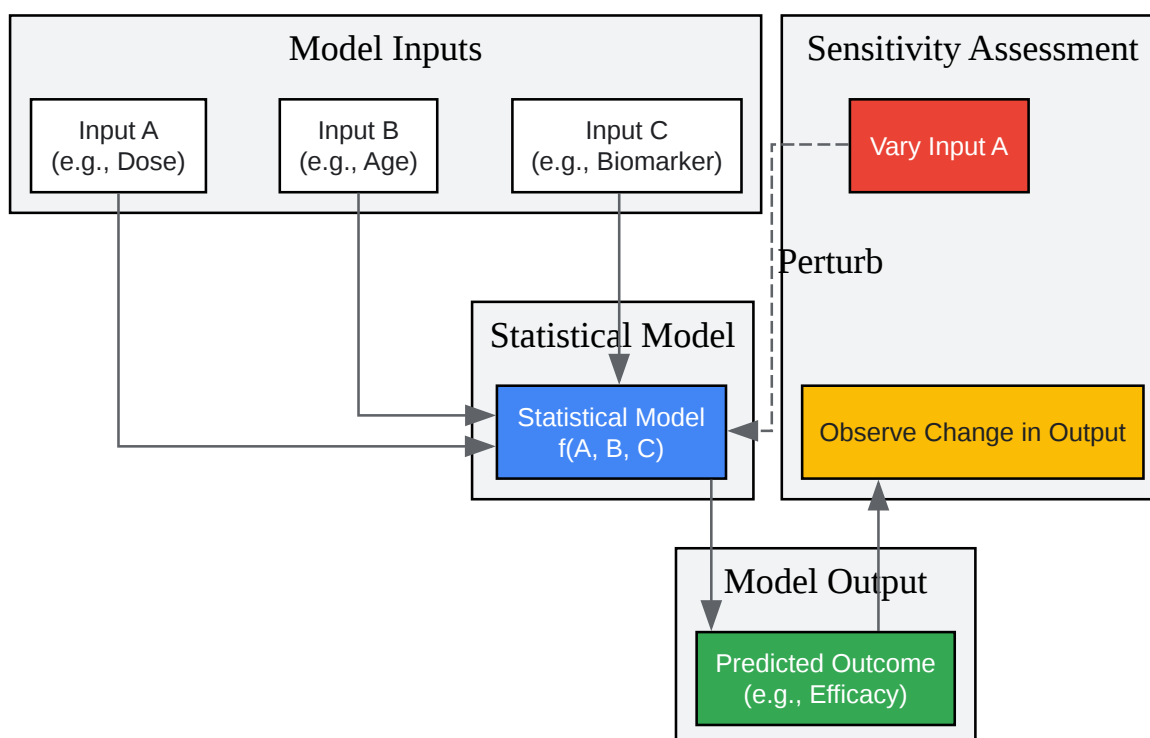 Model Inputs
Input A
(e.g., Dose)
Input B
(e.g., Age)
Input C
(e.g., Biomarker)
Sensitivity Assessment
Vary Input A
Perturb
Statistical Model
Statistical Model
f(A, B, C)
Observe Change in Output
Model Output
Predicted Outcome
(e.g., Efficacy)